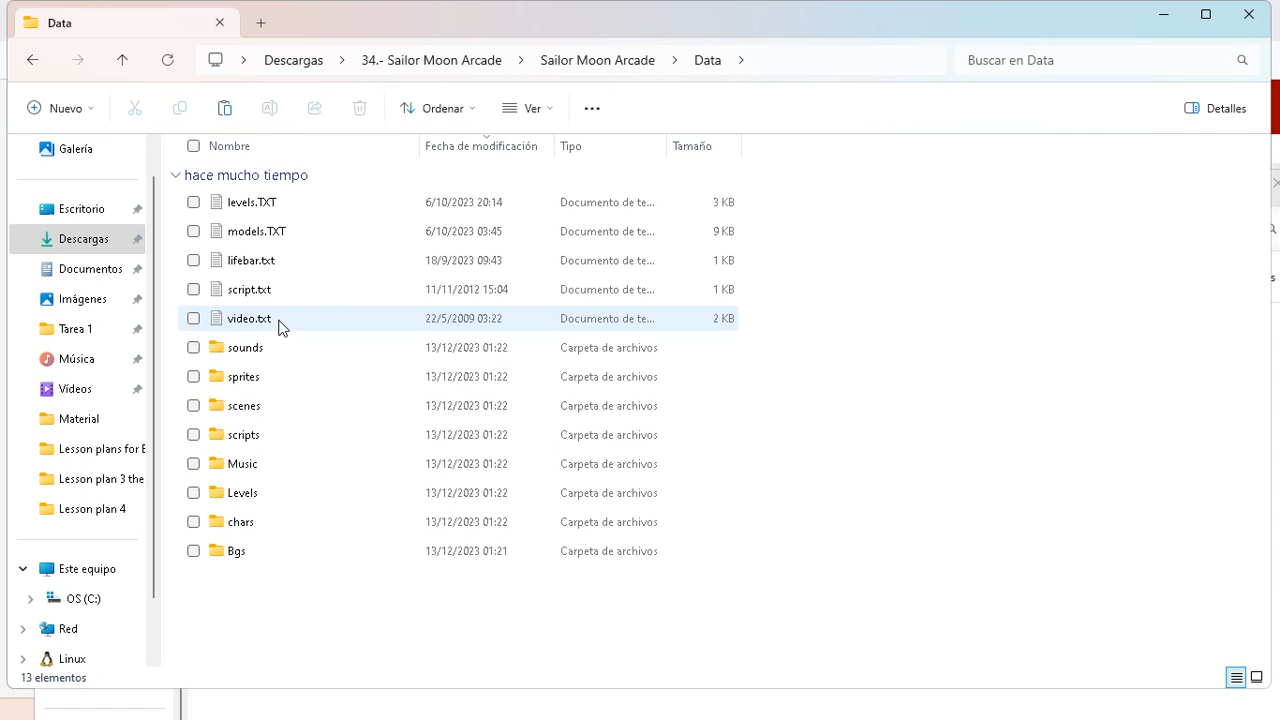 Data
Descargas
34.- Sailor Moon Arcade
Sailor Moon Arcade
Data
Buscar en Data
Nuevo
Ordenar
Ver
Detalles
Nombre
Fecha de modificación
Tipo
Tamaño
hace mucho tiempo
levels.TXT 6/10/2023 20:14 Documento de te... 3 KB
models.TXT 6/10/2023 03:45 Documento de te... 9 KB
lifebar.txt 18/9/2023 09:43 Documento de te... 1 KB
script.txt 11/11/2012 15:04 Documento de te... 1 KB
video.txt 22/5/2009 03:22 Documento de te... 2 KB
sounds 13/12/2023 01:22 Carpeta de archivos
sprites 13/12/2023 01:22 Carpeta de archivos
scenes 13/12/2023 01:22 Carpeta de archivos
scripts 13/12/2023 01:22 Carpeta de archivos
Music 13/12/2023 01:22 Carpeta de archivos
Levels 13/12/2023 01:22 Carpeta de archivos
chars 13/12/2023 01:22 Carpeta de archivos
Bgs 13/12/2023 01:21 Carpeta de archivos
Galería
Escritorio
Descargas
Documentos
Imágenes
Tarea 1
Música
Vídeos
Material
Lesson plans for E
Lesson plan 3 the
Lesson plan 4
Este equipo
OS (C:)
Red
Linux
13 elementos